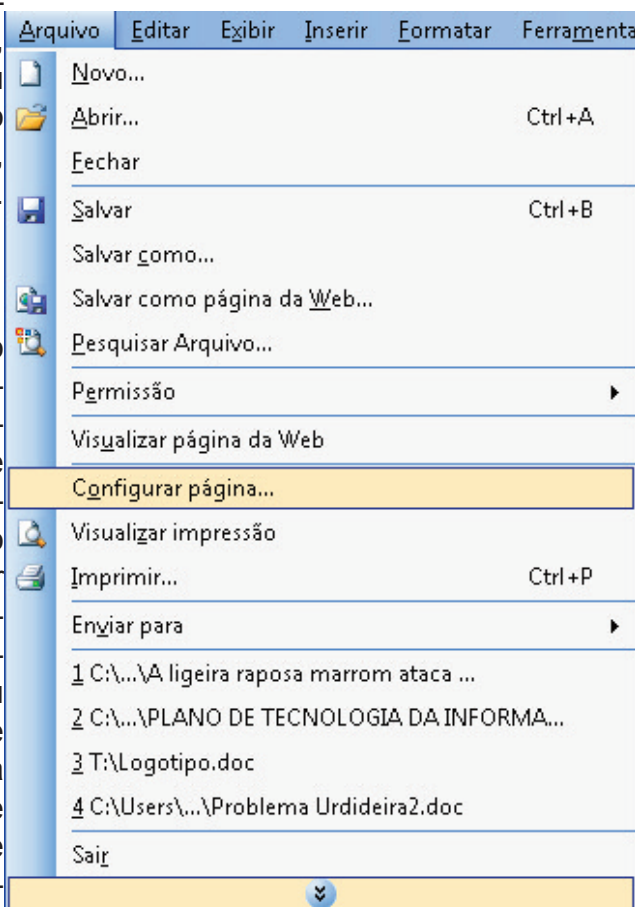 Arquivo Editar Exibir Inserir Formatar Ferramenta
Novo...
Abrir... Ctrl+A
Fechar
Salvar Ctrl+B
Salvar como...
Salvar como página da Web...
Pesquisar Arquivo...
Permissão
Visualizar página da Web
Configurar página...
Visualizar impressão
Imprimir... Ctrl+P
Enviar para
1 C:\...\A ligeira raposa marrom ataca ...
2 C:\...\PLANO DE TECNOLOGIA DA INFORMA...
3 T:\Logotipo.doc
4 C:\Users\...\Problema Urdideira2.doc
Sair